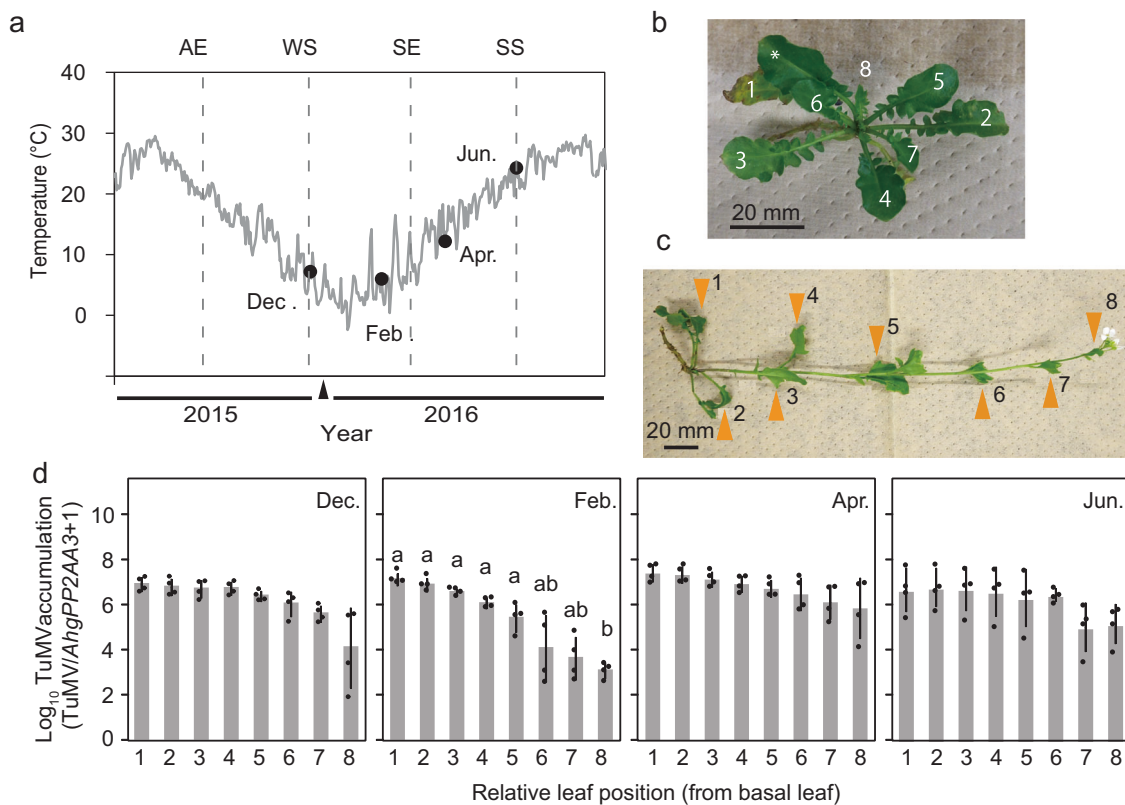 a
AE WS SE SS
Temperature (°C)
40
30
20
10
0
Dec .
Feb .
Apr.
Jun.
2015 2016
Year
b
* 1 8 5 6 2 3 7 4
20 mm
c
1 4 5 8
2 3 6 7
20 mm
d
Log10 TuMVaccumulation
(TuMV/AhgPP2AA3+1)
10
8
6
4
2
0
Dec.
1 2 3 4 5 6 7 8
Feb.
a a a a a ab ab b
1 2 3 4 5 6 7 8
Apr.
1 2 3 4 5 6 7 8
Jun.
1 2 3 4 5 6 7 8
Relative leaf position (from basal leaf)